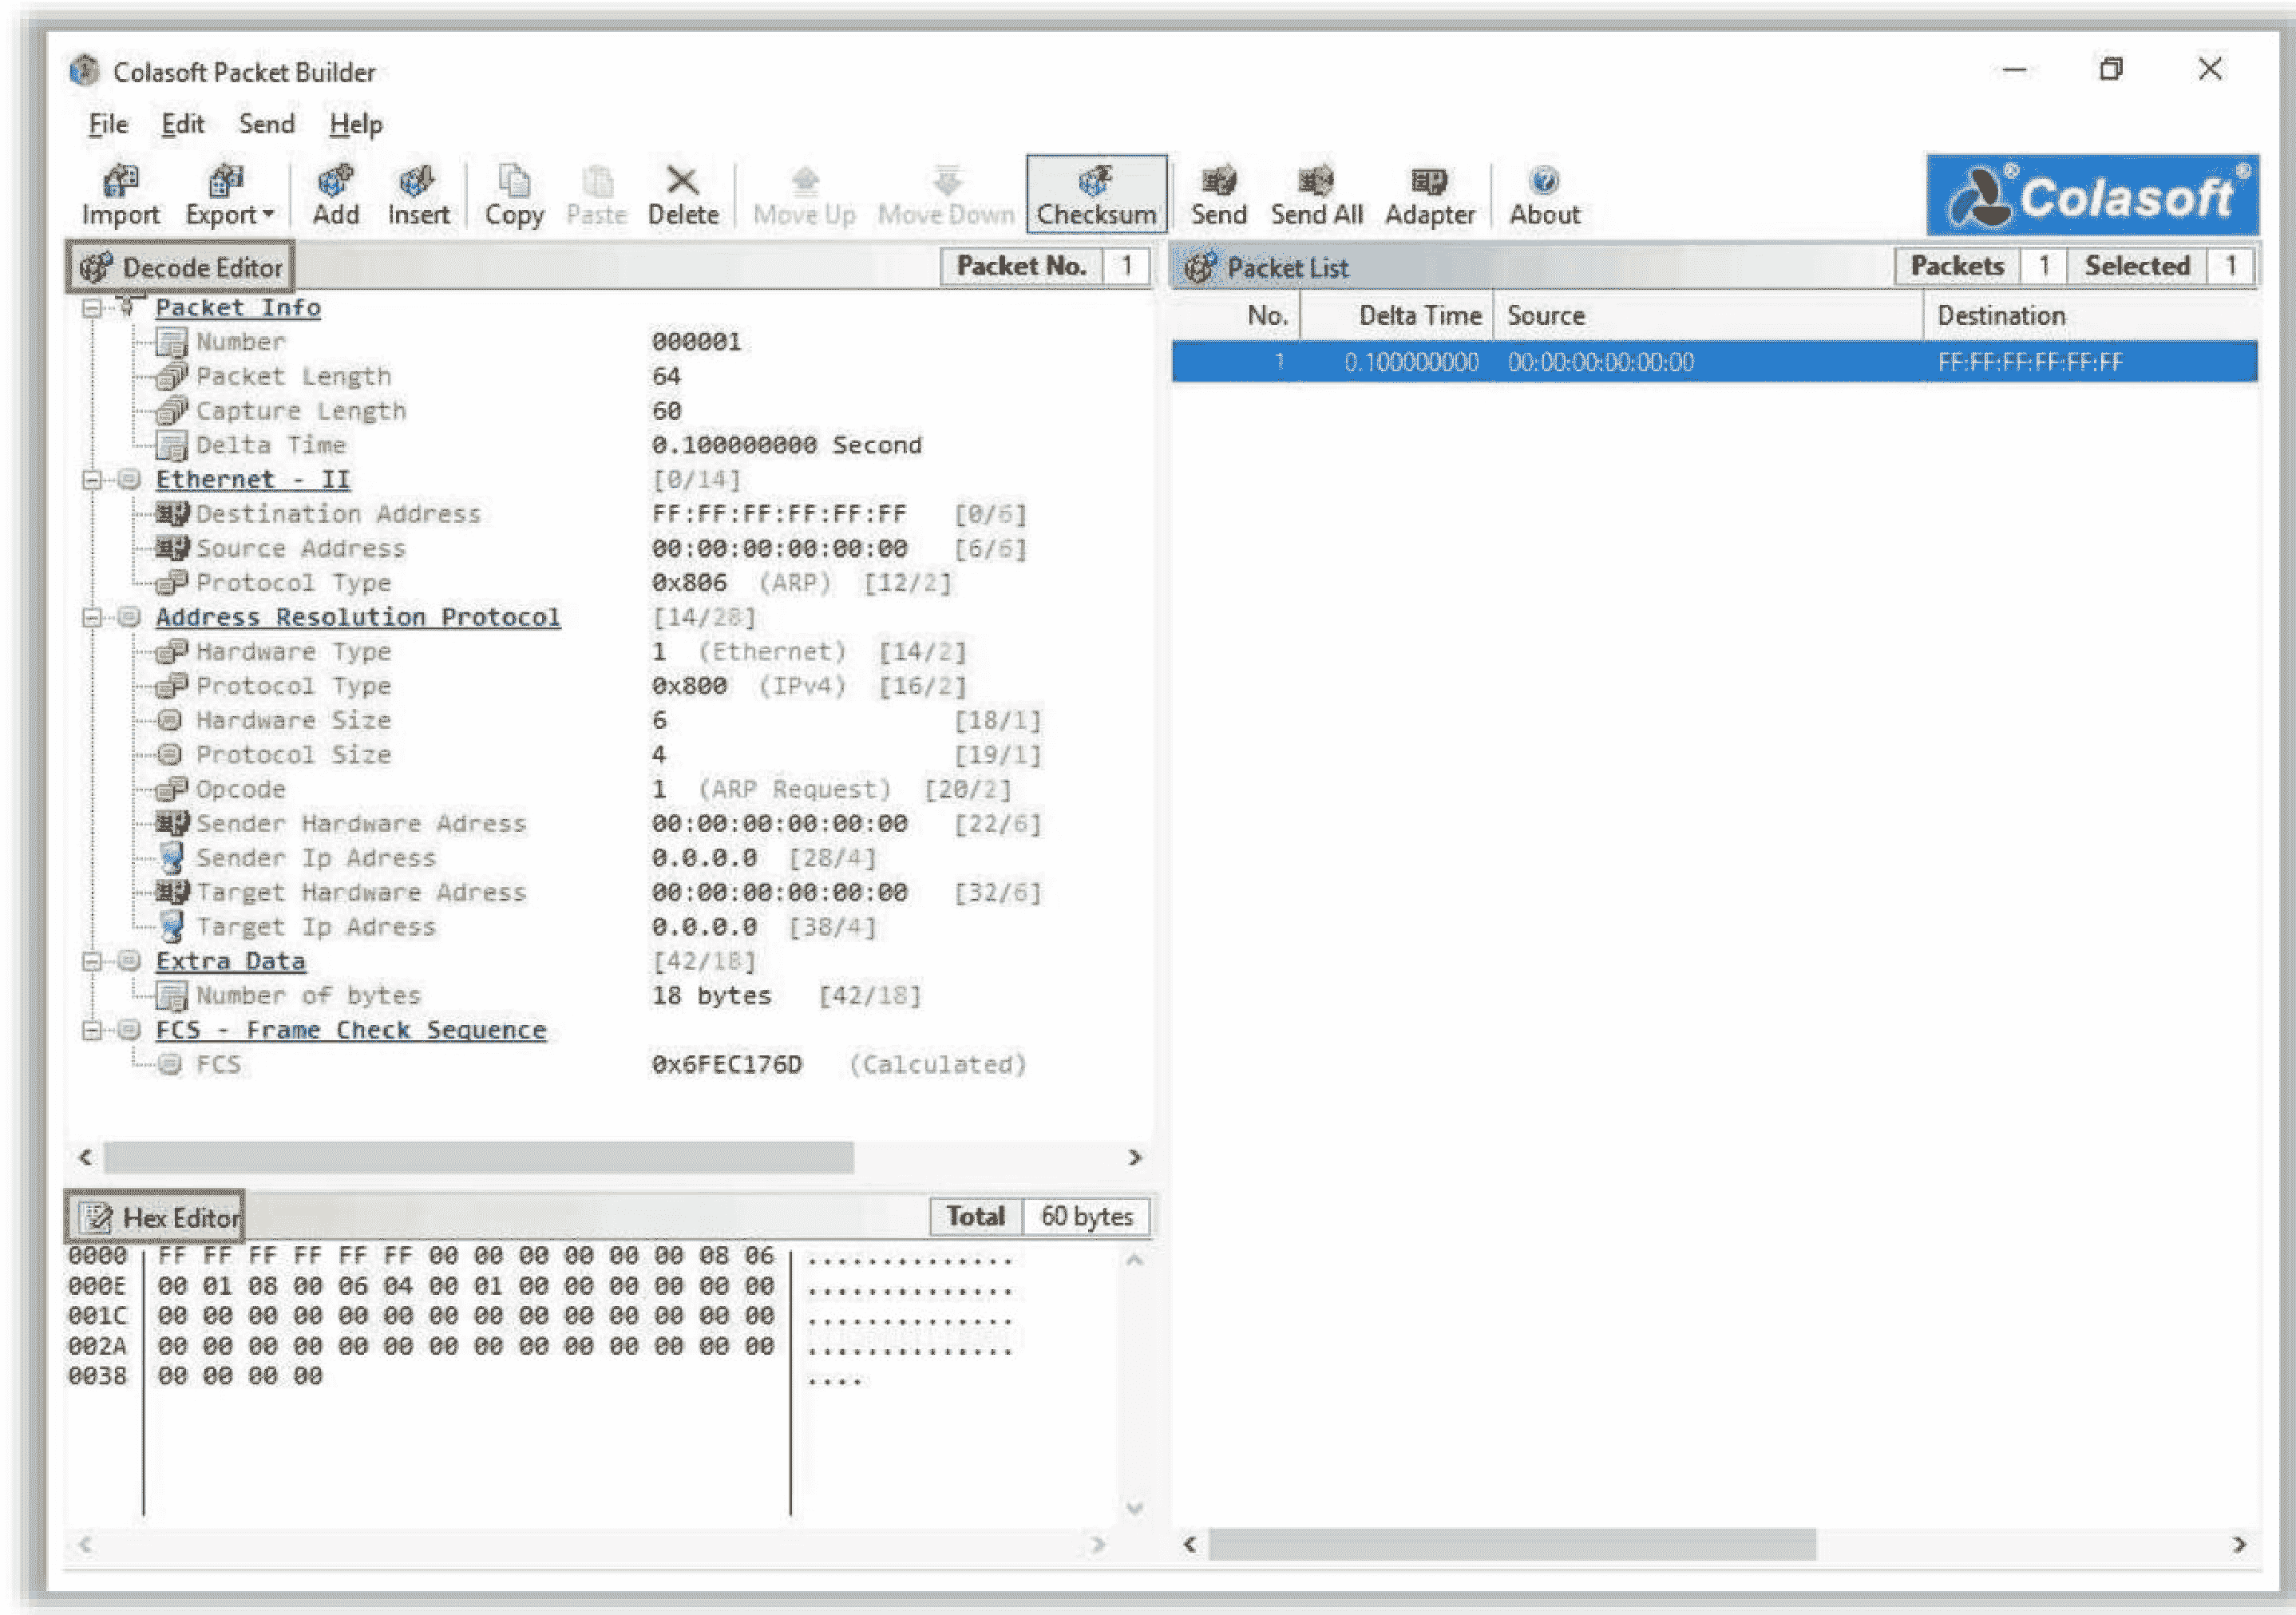 Colasoft Packet Builder
File Edit Send Help
Import Export Add Insert Copy Paste Delete Move Up Move Down Checksum Send Send All Adapter About
Colasoft
Decode Editor Packet No. 1
Packet Info
Number 000001
Packet Length 64
Capture Length 60
Delta Time 0.100000000 Second
Ethernet - II [0/14]
Destination Address FF:FF:FF:FF:FF:FF [0/6]
Source Address 00:00:00:00:00:00 [6/6]
Protocol Type 0x806 (ARP) [12/2]
Address Resolution Protocol [14/28]
Hardware Type 1 (Ethernet) [14/2]
Protocol Type 0x800 (IPv4) [16/2]
Hardware Size 6 [18/1]
Protocol Size 4 [19/1]
Opcode 1 (ARP Request) [20/2]
Sender Hardware Adress 00:00:00:00:00:00 [22/6]
Sender Ip Adress 0.0.0.0 [28/4]
Target Hardware Adress 00:00:00:00:00:00 [32/6]
Target Ip Adress 0.0.0.0 [38/4]
Extra Data [42/18]
Number of bytes 18 bytes [42/18]
FCS - Frame Check Sequence
FCS 0x6FEC176D (Calculated)
Hex Editor Total 60 bytes
0000 FF FF FF FF FF FF 00 00 00 00 00 00 08 06 ..............
000E 00 01 08 00 06 04 00 01 00 00 00 00 00 00 ..............
001C 00 00 00 00 00 00 00 00 00 00 00 00 00 00 ..............
002A 00 00 00 00 00 00 00 00 00 00 00 00 00 00 ..............
0038 00 00 00 00 ....
Packet List Packets 1 Selected 1
No. Delta Time Source Destination
1 0.100000000 00:00:00:00:00:00 FF:FF:FF:FF:FF:FF